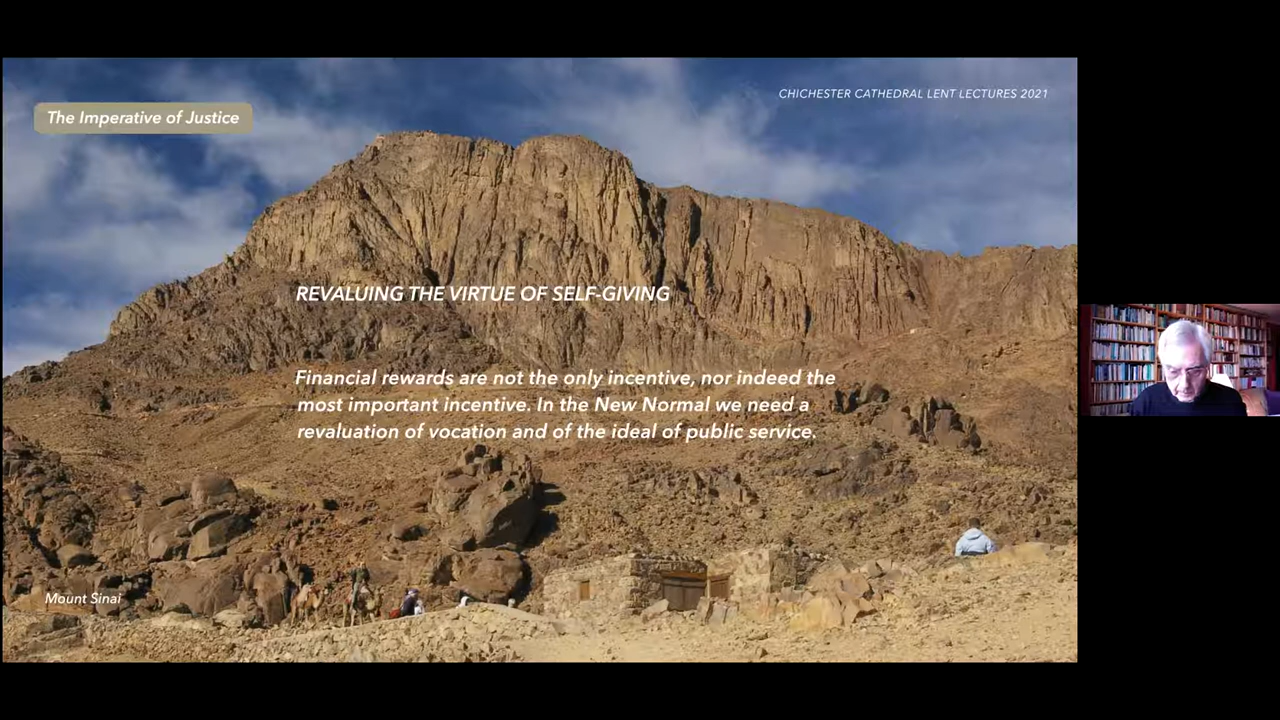 The Imperative of Justice
CHICHESTER CATHEDRAL LENT LECTURES 2021
REVALUING THE VIRTUE OF SELF-GIVING
Financial rewards are not the only incentive, nor indeed the
most important incentive. In the New Normal we need a
revaluation of vocation and of the ideal of public service.
Mount Sinai